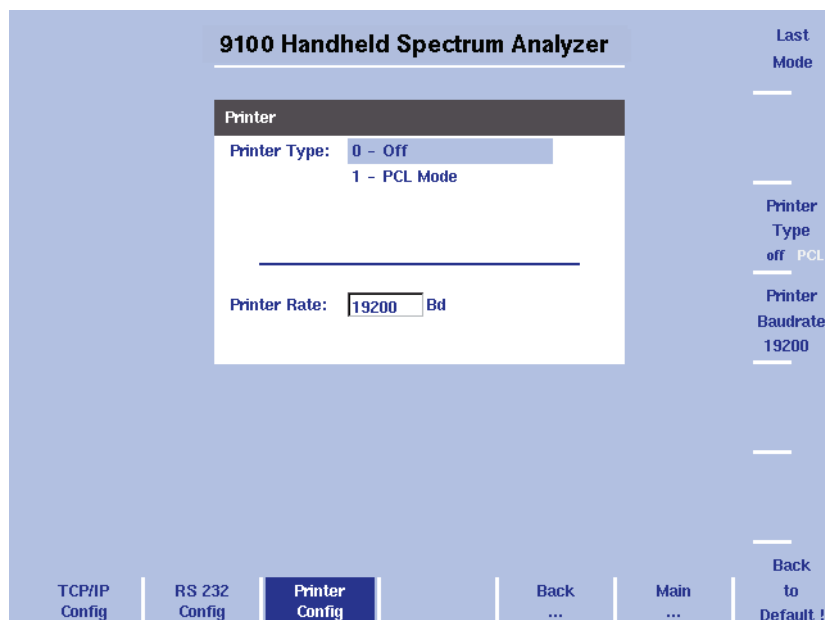 9100 Handheld Spectrum Analyzer
Last
Mode
Printer
Printer Type: 0 - Off
1 - PCL Mode
Printer
Type
off PCL
Printer Rate: 19200 Bd
Printer
Baudrate
19200
Back
to
Default !
TCP/IP
Config
RS 232
Config
Printer
Config
Back
...
Main
...